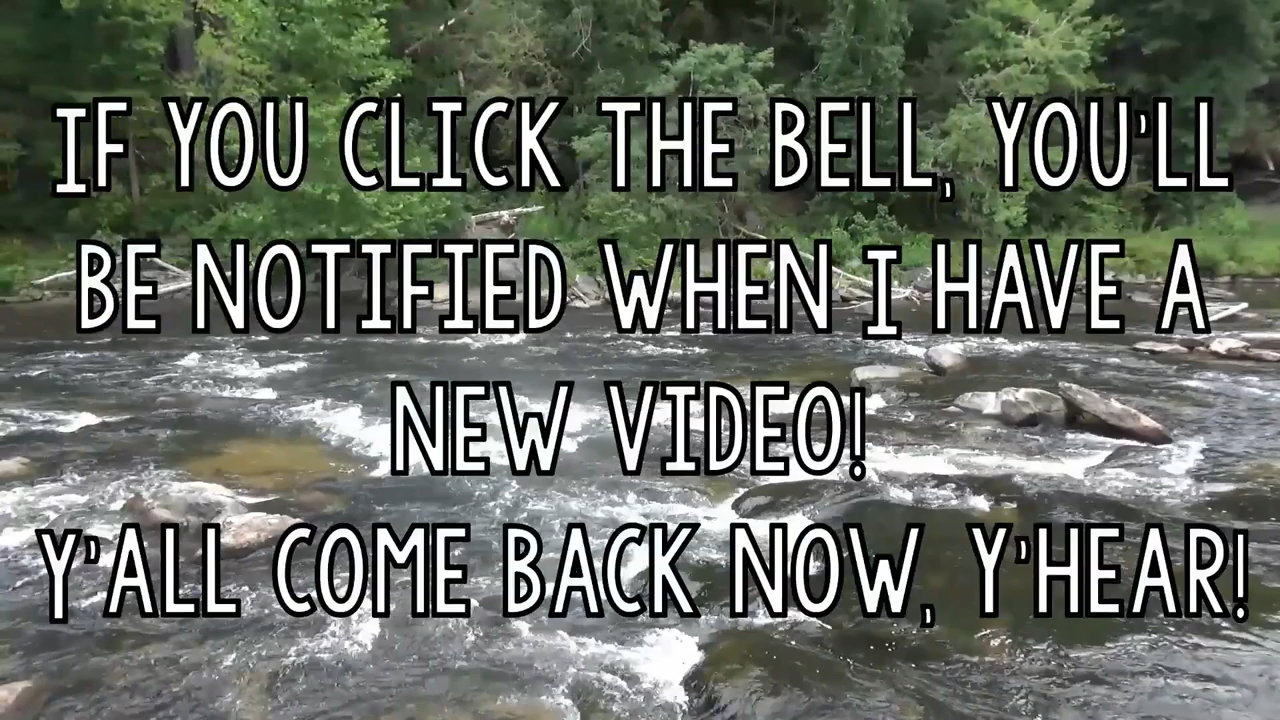 IF YOU CLICK THE BELL, YOU'LL
BE NOTIFIED WHEN I HAVE A
NEW VIDEO!
Y'ALL COME BACK NOW, Y'HEAR!